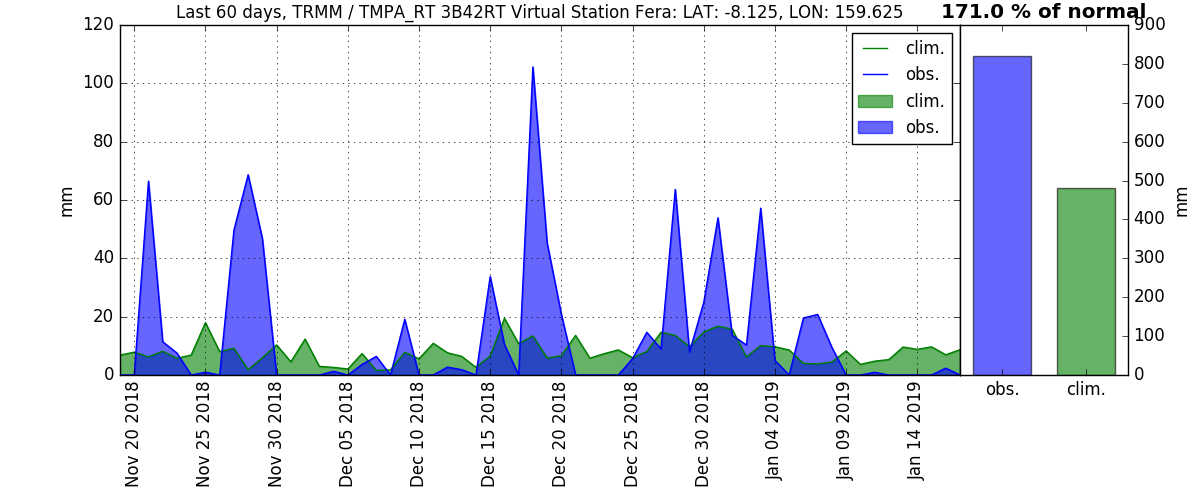 Last 60 days, TRMM / TMPA_RT 3B42RT Virtual Station Fera: LAT: -8.125, LON: 159.625
171.0 % of normal
120
100
80
60
40
20
0
mm
clim.
obs.
clim.
obs.
900
800
700
600
500
400
300
200
100
0
mm
obs.
clim.
Nov 20 2018
Nov 25 2018
Nov 30 2018
Dec 05 2018
Dec 10 2018
Dec 15 2018
Dec 20 2018
Dec 25 2018
Dec 30 2018
Jan 04 2019
Jan 09 2019
Jan 14 2019